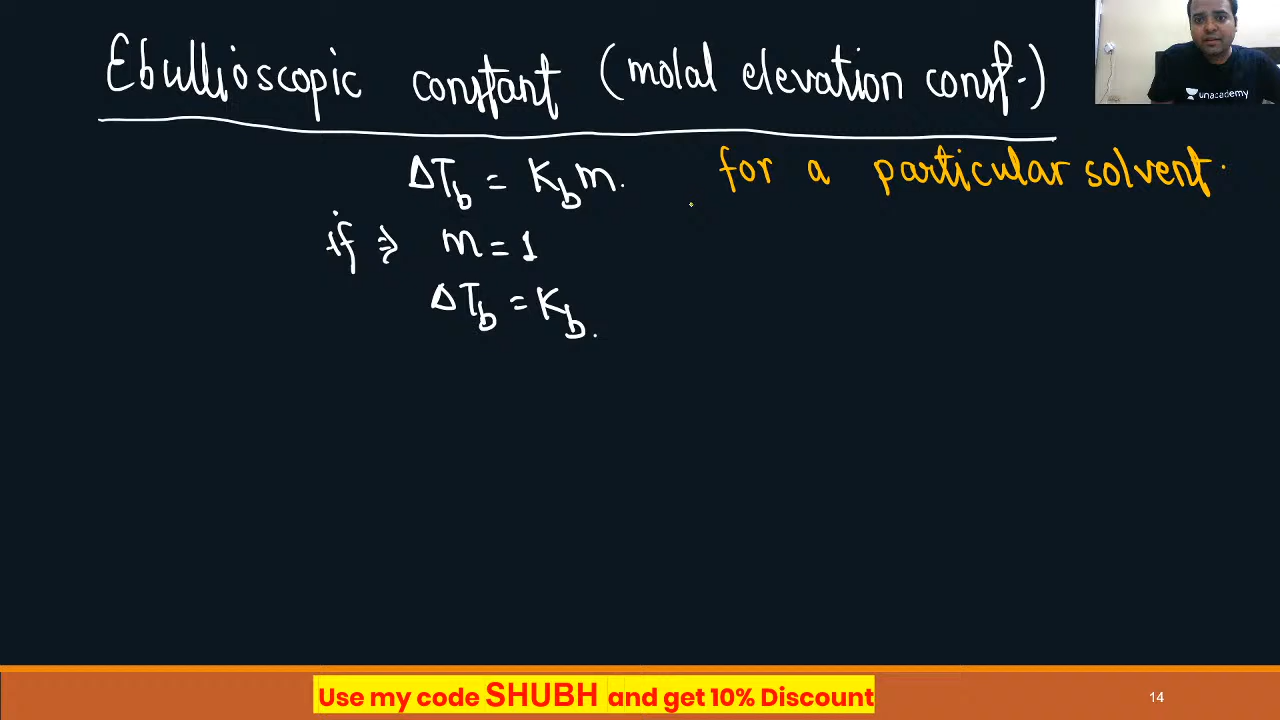 Ebullioscopic constant (molal elevation const.)
ΔTb = Kbm. for a particular solvent.
if ⇒ m = 1
ΔTb = Kb.
unacademy
Use my code SHUBH and get 10% Discount
14